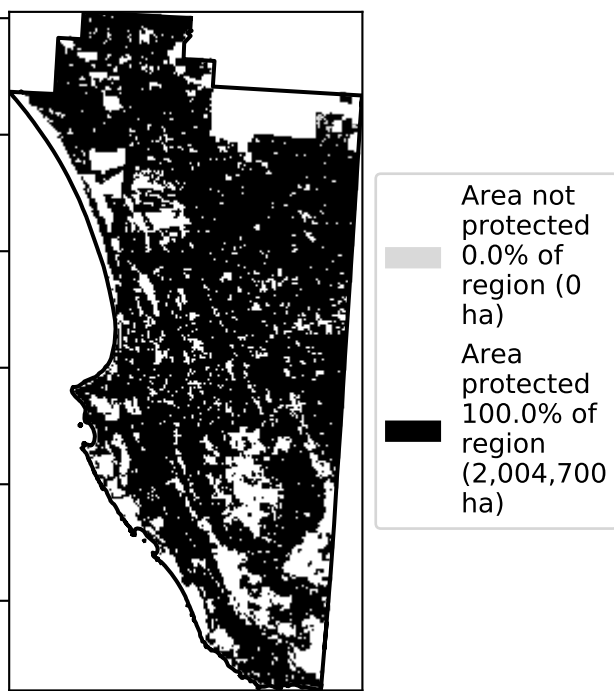 Area not
protected
0.0% of
region (0
ha)
Area
protected
100.0% of
region
(2,004,700
ha)